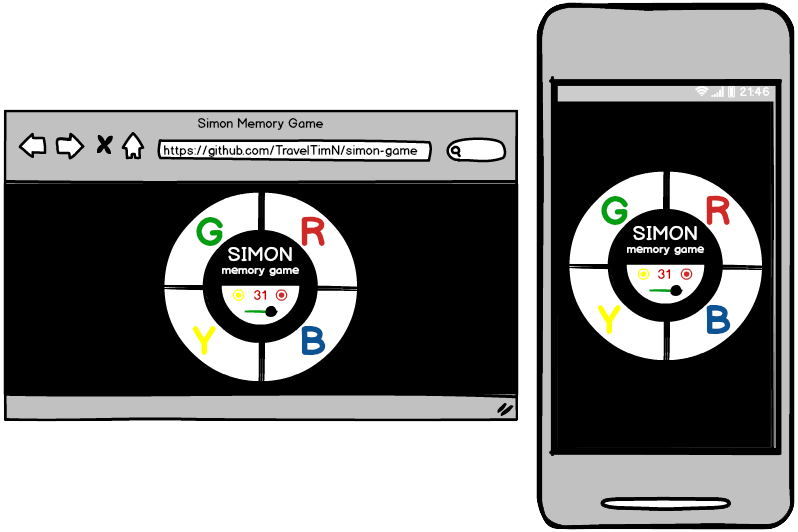 Simon Memory Game
https://github.com/TravelTimN/simon-game
G R
SIMON
memory game
31
Y B
21:46
G R
SIMON
memory game
31
Y B